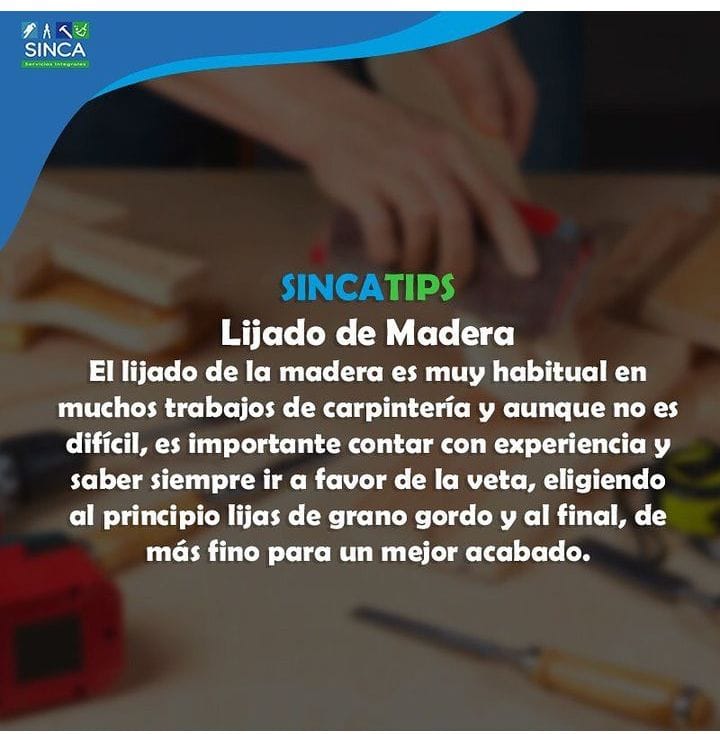 SINCA
Servicios Integrales
SINCATIPS
Lijado de Madera
El lijado de la madera es muy habitual en
muchos trabajos de carpintería y aunque no es
difícil, es importante contar con experiencia y
saber siempre ir a favor de la veta, eligiendo
al principio lijas de grano gordo y al final, de
más fino para un mejor acabado.